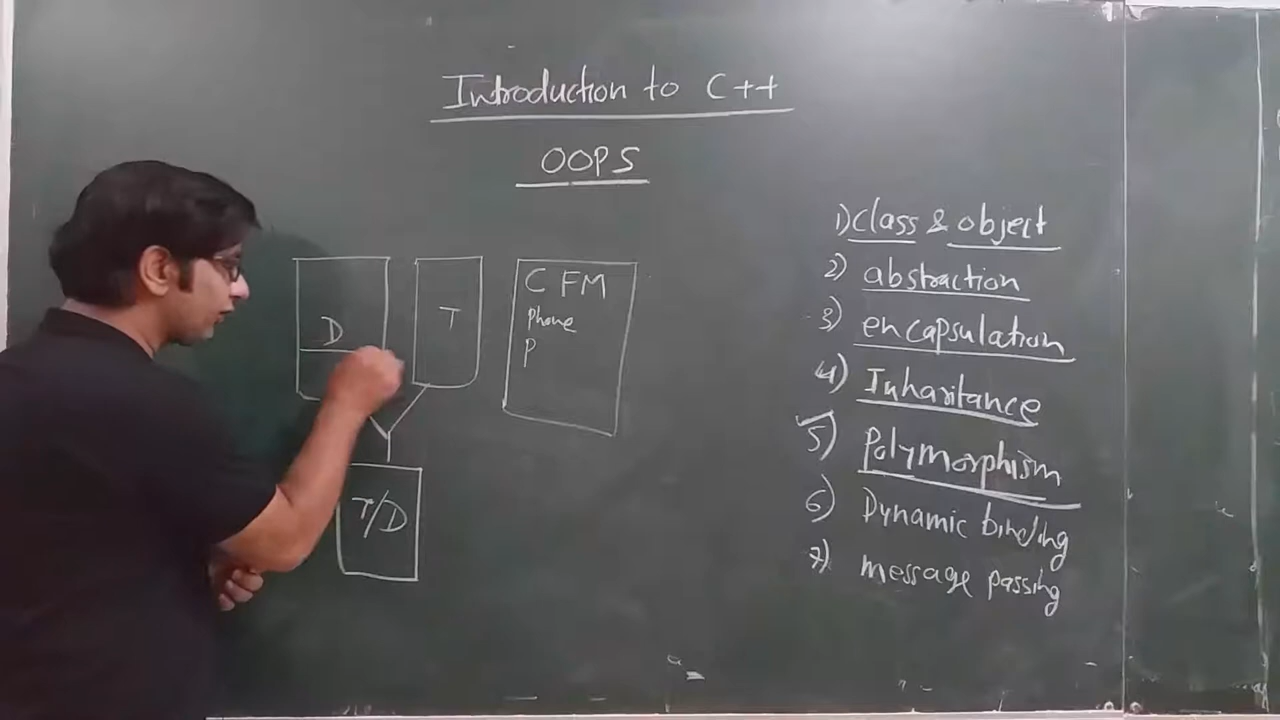 Introduction to C++
OOPS
D
T
C FM
Phone
P
T/D
1) Class & object
2) abstraction
3) encapsulation
4) Inharitance
5) Polymorphism
6) Dynamic binding
7) message passing